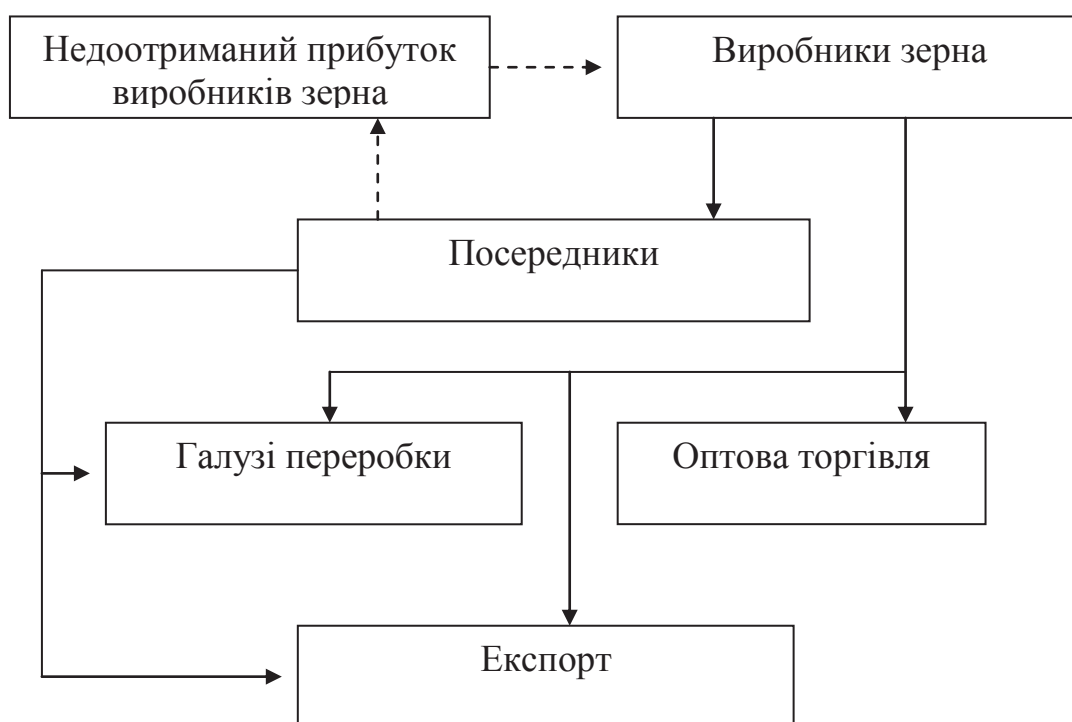 Недоотриманий прибуток
виробників зерна
Виробники зерна
Посередники
Галузі переробки
Оптова торгівля
Експорт